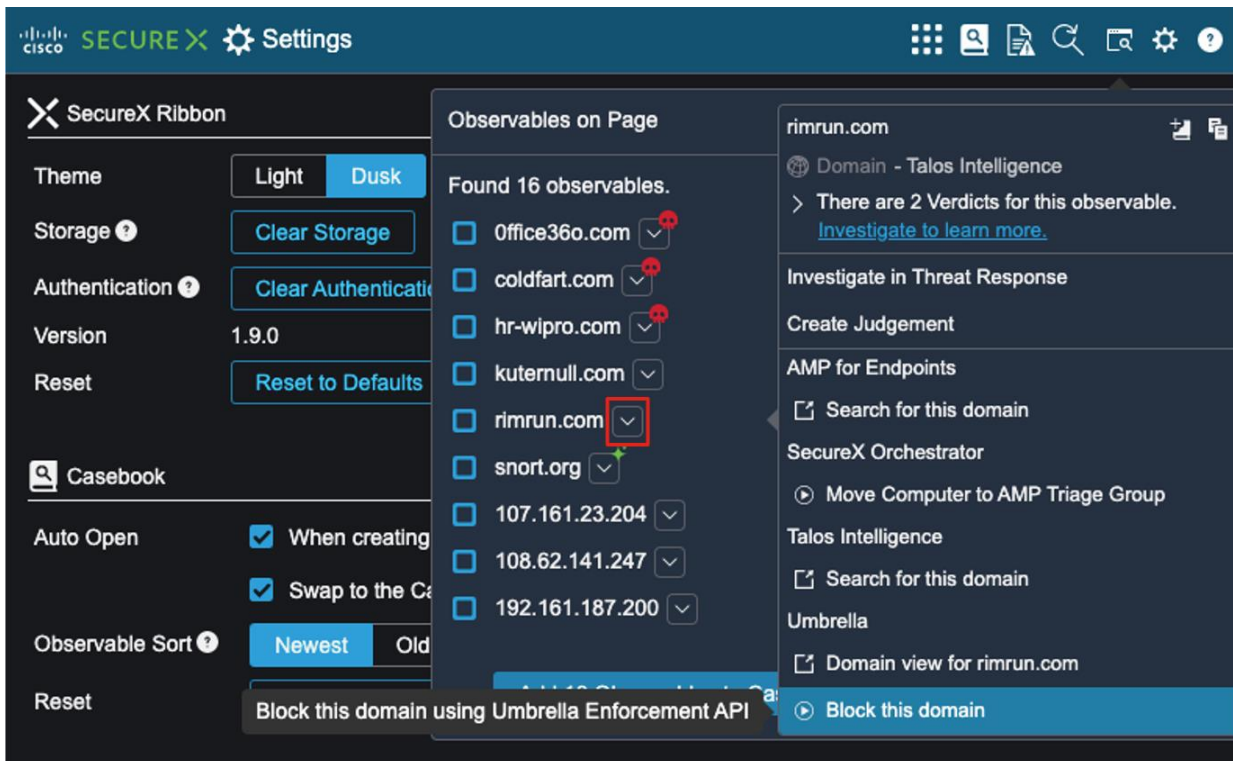 cisco SECURE X Settings
SecureX Ribbon
Theme Light Dusk
Storage ? Clear Storage
Authentication ?
Version 1.9.0
Reset Reset to Defaults
Casebook
Auto Open When creating
Swap to the
Observable Sort ? Newest
Reset
Observables on Page
Found 16 observables.
0ffice36o.com
coldfart.com
hr-wipro.com
kuternull.com
rimrun.com
snort.org
107.161.23.204
108.62.141.247
192.161.187.200
Block this domain using Umbrella Enforcement API
rimrun.com
Domain - Talos Intelligence
There are 2 Verdicts for this observable.
Investigate to learn more.
Investigate in Threat Response
Create Judgement
AMP for Endpoints
Search for this domain
SecureX Orchestrator
Move Computer to AMP Triage Group
Talos Intelligence
Search for this domain
Umbrella
Domain view for rimrun.com
Block this domain